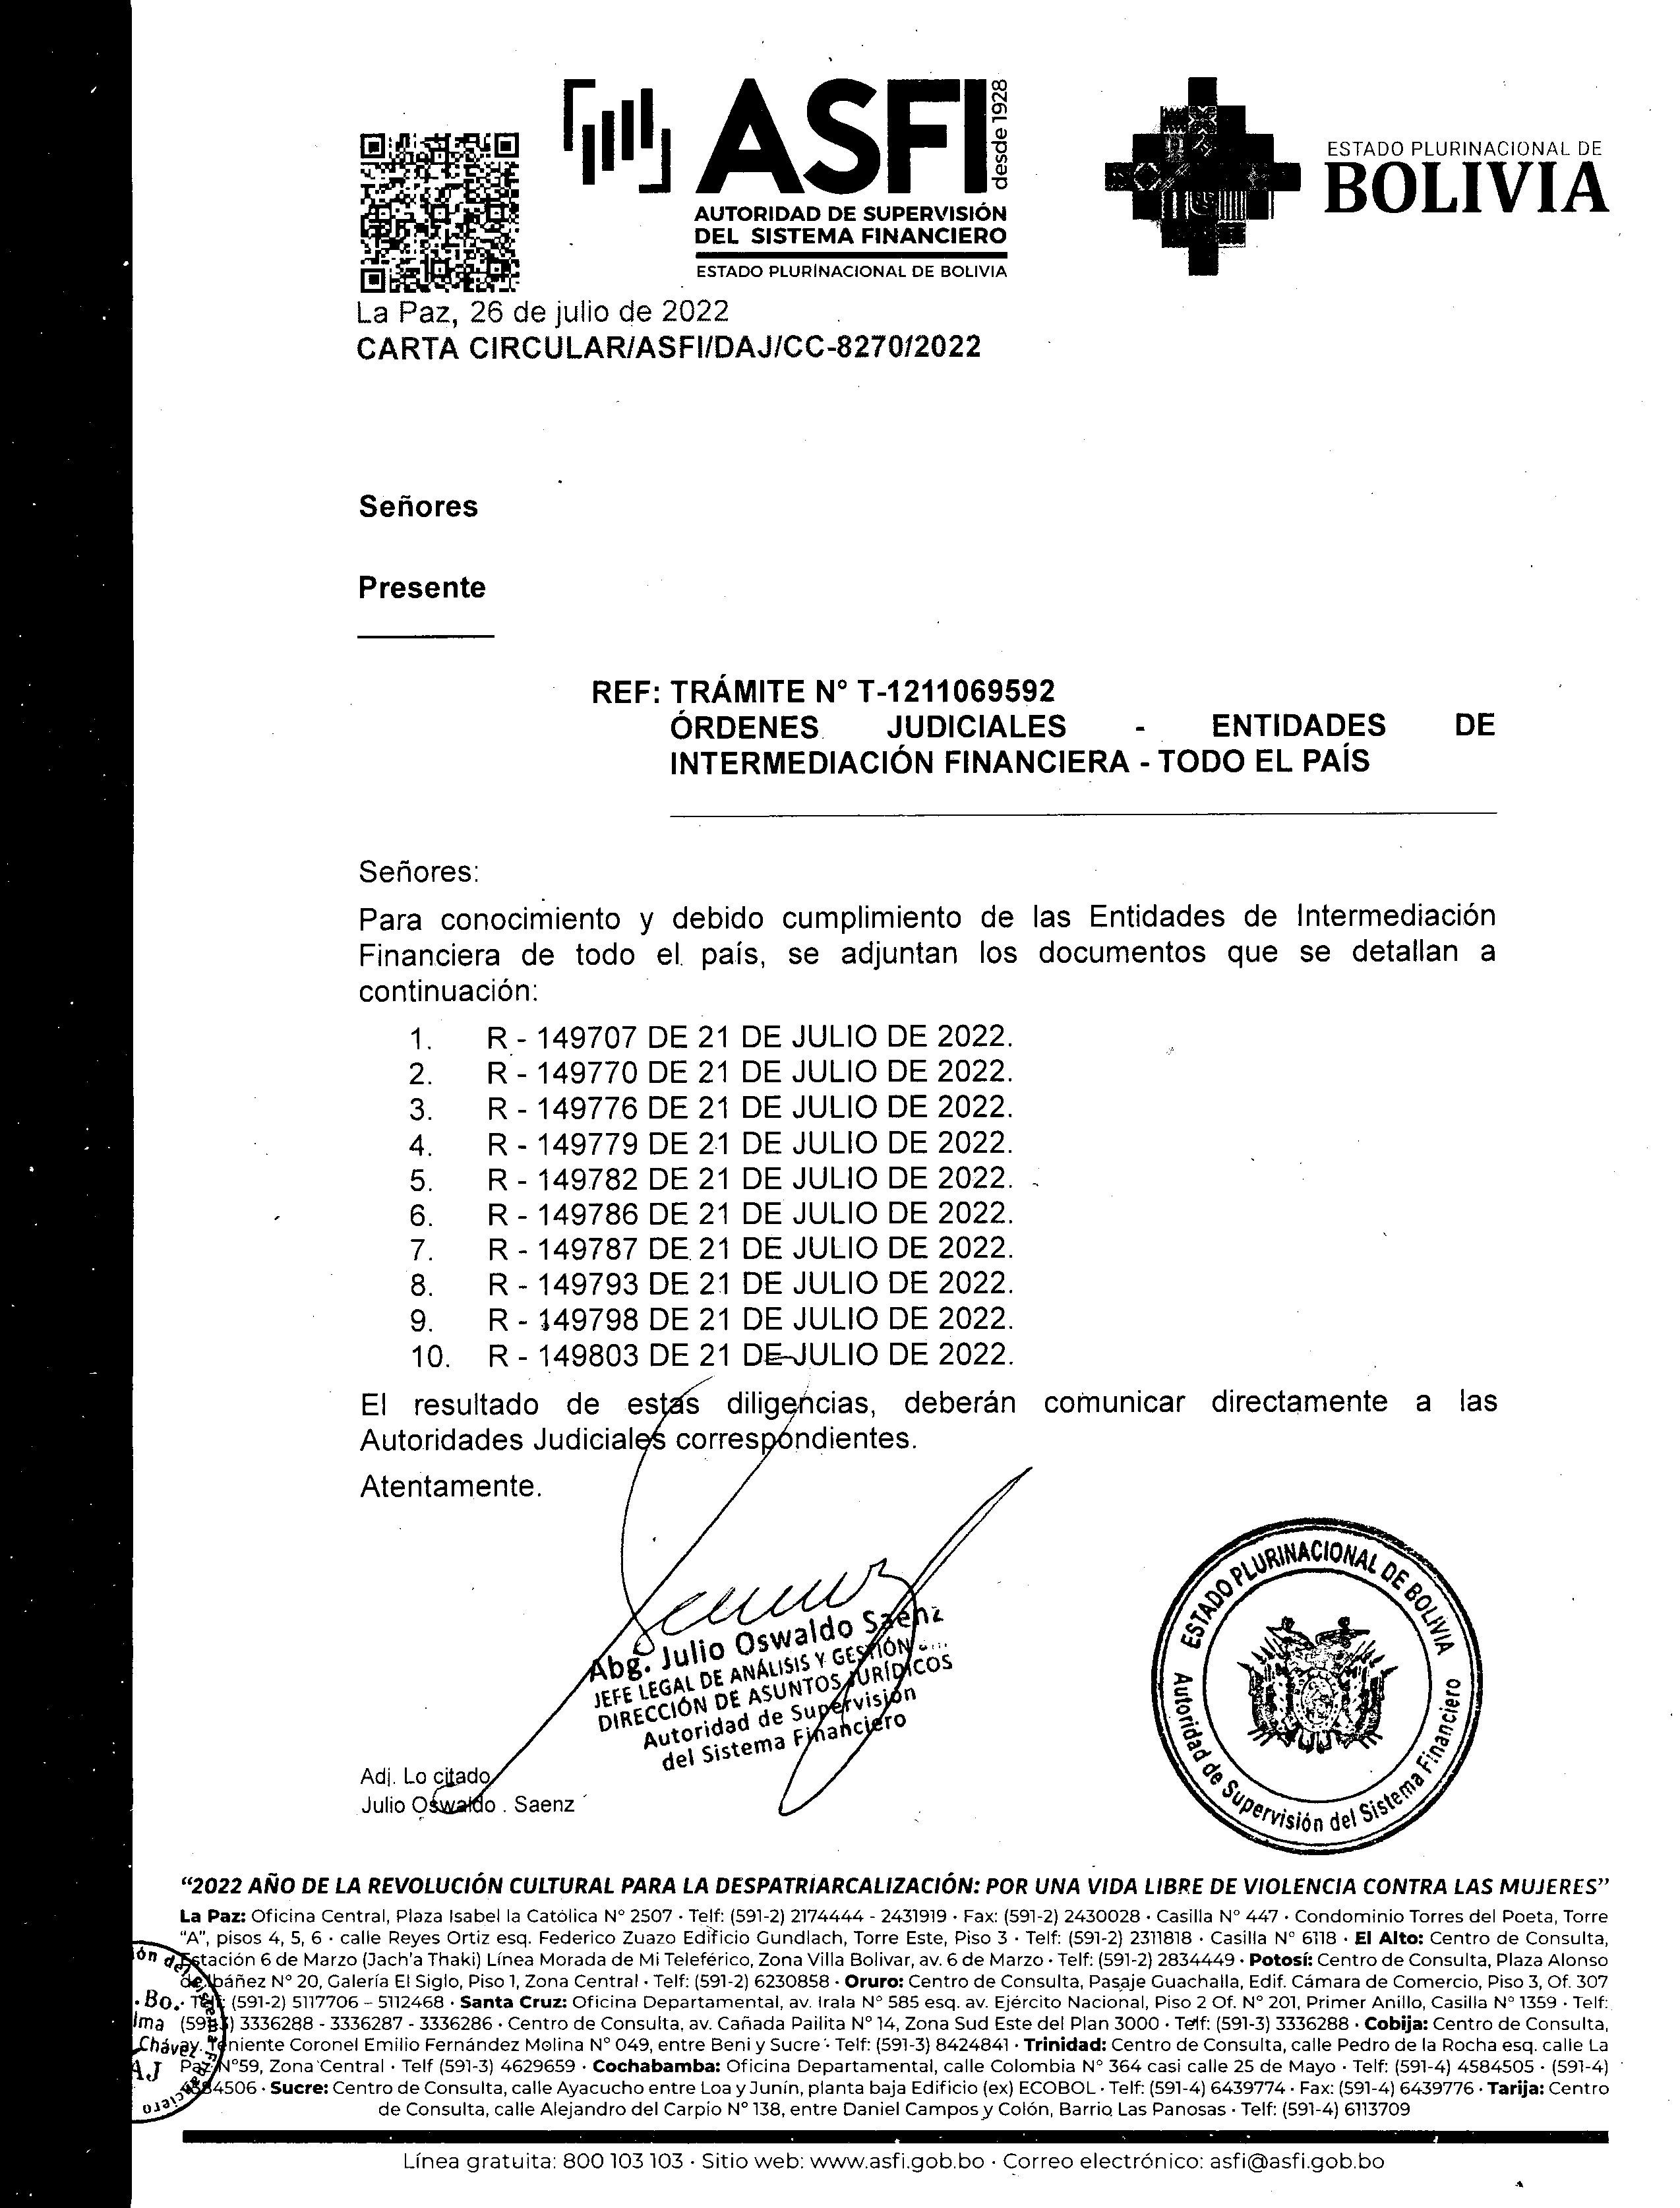 ASFI
desde 1928
AUTORIDAD DE SUPERVISIÓN
DEL SISTEMA FINANCIERO
ESTADO PLURINACIONAL DE BOLIVIA
ESTADO PLURINACIONAL DE
BOLIVIA
La Paz, 26 de julio de 2022
CARTA CIRCULAR/ASFI/DAJ/CC-8270/2022
Señores
Presente
REF: TRÁMITE N° T-1211069592
ÓRDENES JUDICIALES - ENTIDADES DE
INTERMEDIACIÓN FINANCIERA - TODO EL PAÍS
Señores:
Para conocimiento y debido cumplimiento de las Entidades de Intermediación
Financiera de todo el país, se adjuntan los documentos que se detallan a
continuación:
1. R - 149707 DE 21 DE JULIO DE 2022.
2. R - 149770 DE 21 DE JULIO DE 2022.
3. R - 149776 DE 21 DE JULIO DE 2022.
4. R - 149779 DE 21 DE JULIO DE 2022.
5. R - 149782 DE 21 DE JULIO DE 2022.
6. R - 149786 DE 21 DE JULIO DE 2022.
7. R - 149787 DE 21 DE JULIO DE 2022.
8. R - 149793 DE 21 DE JULIO DE 2022.
9. R - 149798 DE 21 DE JULIO DE 2022.
10. R - 149803 DE 21 DE JULIO DE 2022.
El resultado de estas diligencias, deberán comunicar directamente a las
Autoridades Judiciales correspondientes.
Atentamente.
Abg. Julio Oswaldo Saenz
JEFE LEGAL DE ANÁLISIS Y GESTIÓN
DIRECCIÓN DE ASUNTOS JURÍDICOS
Autoridad de Supervisión
del Sistema Financiero
ESTADO PLURINACIONAL DE BOLIVIA
Autoridad de Supervisión del Sistema Financiero
Adj. Lo citado
Julio Oswaldo . Saenz
“2022 AÑO DE LA REVOLUCIÓN CULTURAL PARA LA DESPATRIARCALIZACIÓN: POR UNA VIDA LIBRE DE VIOLENCIA CONTRA LAS MUJERES”
La Paz: Oficina Central, Plaza Isabel la Católica N° 2507 · Telf: (591-2) 2174444 - 2431919 · Fax: (591-2) 2430028 · Casilla N° 447 · Condominio Torres del Poeta, Torre
“A”, pisos 4, 5, 6 · calle Reyes Ortiz esq. Federico Zuazo Edificio Gundlach, Torre Este, Piso 3 · Telf: (591-2) 2311818 · Casilla N° 6118 · El Alto: Centro de Consulta,
Estación 6 de Marzo (Jach’a Thaki) Línea Morada de Mi Teleférico, Zona Villa Bolivar, av. 6 de Marzo · Telf: (591-2) 2834449 · Potosí: Centro de Consulta, Plaza Alonso
de Ibáñez N° 20, Galería El Siglo, Piso 1, Zona Central · Telf: (591-2) 6230858 · Oruro: Centro de Consulta, Pasaje Guachalla, Edif. Cámara de Comercio, Piso 3, Of. 307
(591-2) 5117706 – 5112468 · Santa Cruz: Oficina Departamental, av. Irala N° 585 esq. av. Ejército Nacional, Piso 2 Of. N° 201, Primer Anillo, Casilla N° 1359 · Telf:
3336288 - 3336287 - 3336286 · Centro de Consulta, av. Cañada Pailita N° 14, Zona Sud Este del Plan 3000 · Telf: (591-3) 3336288 · Cobija: Centro de Consulta,
Teniente Coronel Emilio Fernández Molina N° 049, entre Beni y Sucre · Telf: (591-3) 8424841 · Trinidad: Centro de Consulta, calle Pedro de la Rocha esq. calle La
Paz N°59, Zona Central · Telf (591-3) 4629659 · Cochabamba: Oficina Departamental, calle Colombia N° 364 casi calle 25 de Mayo · Telf: (591-4) 4584505 · (591-4)
4584506 · Sucre: Centro de Consulta, calle Ayacucho entre Loa y Junín, planta baja Edificio (ex) ECOBOL · Telf: (591-4) 6439774 · Fax: (591-4) 6439776 · Tarija: Centro
de Consulta, calle Alejandro del Carpio N° 138, entre Daniel Campos y Colón, Barrio Las Panosas · Telf: (591-4) 6113709
Línea gratuita: 800 103 103 · Sitio web: www.asfi.gob.bo · Correo electrónico: asfi@asfi.gob.bo